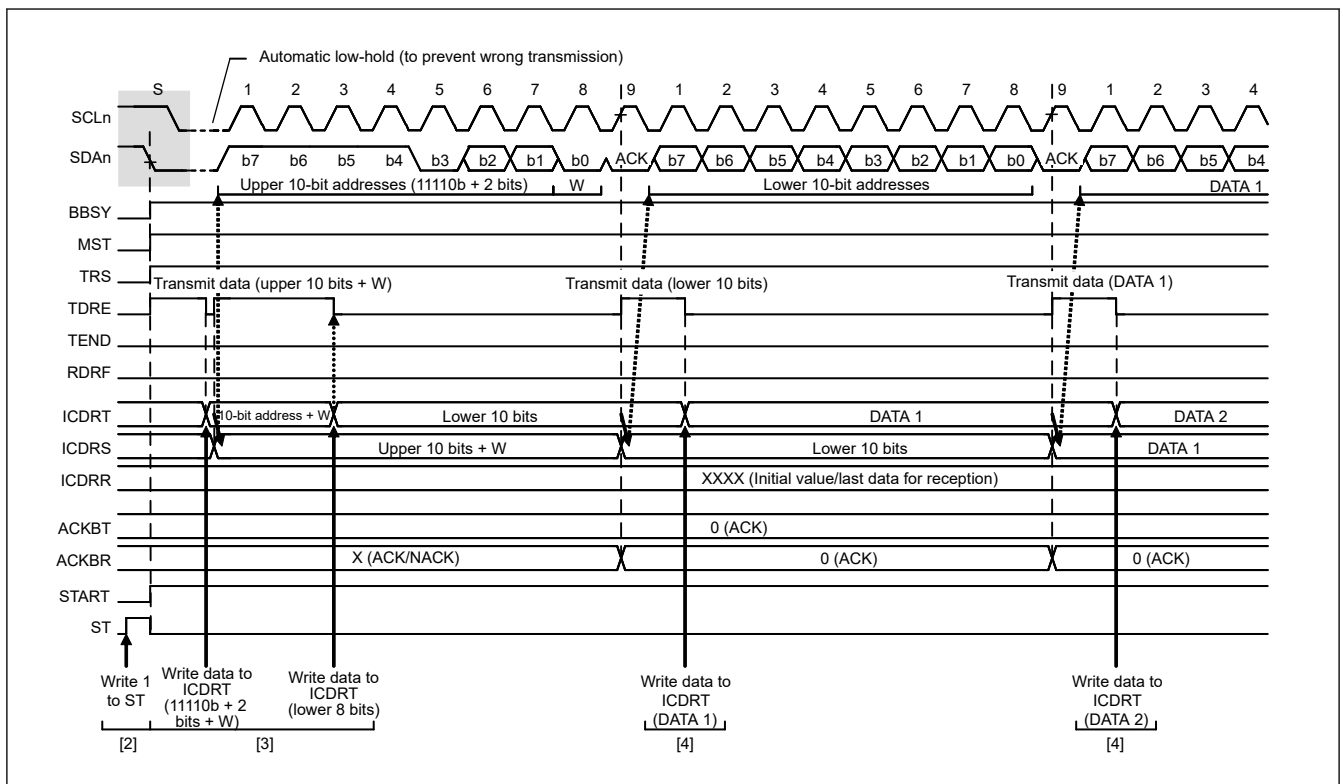 Automatic low-hold (to prevent wrong transmission)
S 1 2 3 4 5 6 7 8 9 1 2 3 4 5 6 7 8 9 1 2 3 4
SCLn
SDAn b7 b6 b5 b4 b3 b2 b1 b0 ACK b7 b6 b5 b4 b3 b2 b1 b0 ACK b7 b6 b5 b4
Upper 10-bit addresses (11110b + 2 bits) W Lower 10-bit addresses DATA 1
BBSY
MST
TRS
Transmit data (upper 10 bits + W) Transmit data (lower 10 bits) Transmit data (DATA 1)
TDRE
TEND
RDRF
ICDRT 10-bit address + W Lower 10 bits DATA 1 DATA 2
ICDRS Upper 10 bits + W Lower 10 bits DATA 1
ICDRR XXXX (Initial value/last data for reception)
ACKBT 0 (ACK)
ACKBR X (ACK/NACK) 0 (ACK) 0 (ACK)
START
ST
Write 1
to ST
Write data to
ICDRT
(11110b + 2
bits + W)
Write data to
ICDRT
(lower 8 bits)
Write data to
ICDRT
(DATA 1)
Write data to
ICDRT
(DATA 2)
[2] [3] [4] [4]